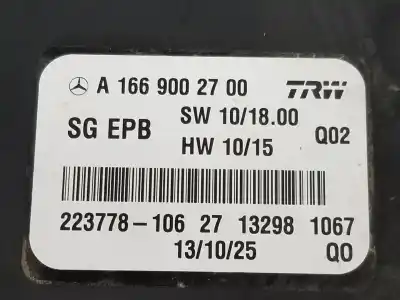 A 166 900 27 00 TRW
SG EPB SW 10/18.00 Q02
HW 10/15
223778-106 27 13298 1067
13/10/25 Q0